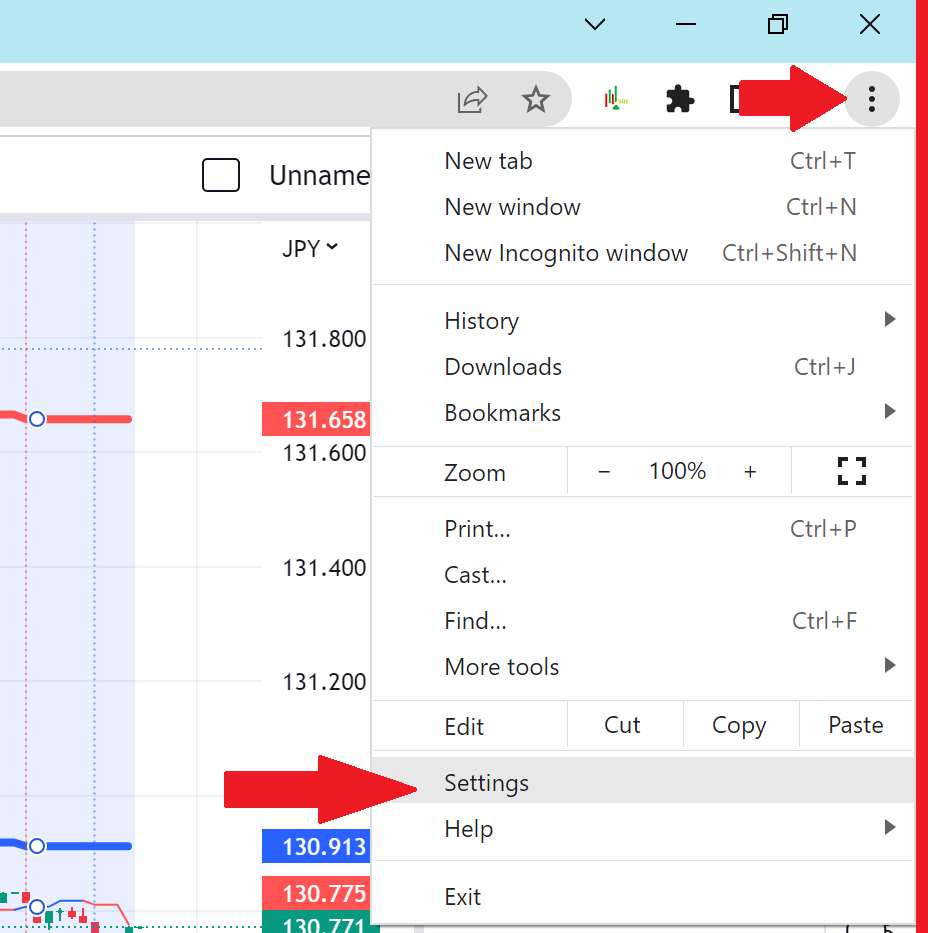 Unname
JPY
131.800
131.658
131.600
131.400
131.200
130.913
130.775
130.771
New tab Ctrl+T
New window Ctrl+N
New Incognito window Ctrl+Shift+N
History
Downloads Ctrl+J
Bookmarks
Zoom − 100% +
Print... Ctrl+P
Cast...
Find... Ctrl+F
More tools
Edit Cut Copy Paste
Settings
Help
Exit